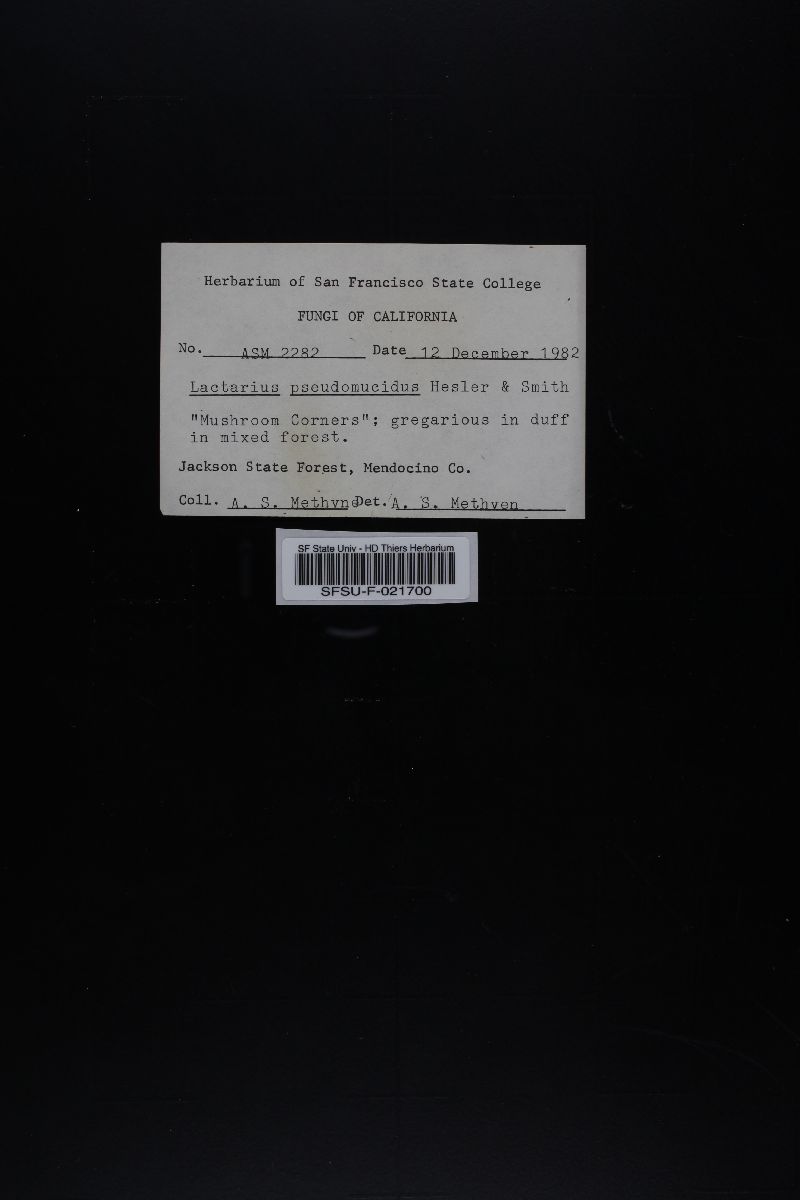 Herbarium of San Francisco State College
FUNGI OF CALIFORNIA
No. ASM 2282 Date 12 December 1982
Lactarius pseudomucidus Hesler & Smith
"Mushroom Corners"; gregarious in duff
in mixed forest.
Jackson State Forest, Mendocino Co.
Coll. A. S. Methvne Det. A. S. Methven
SF State Univ - HD Thiers Herbarium
SFSU-F-021700